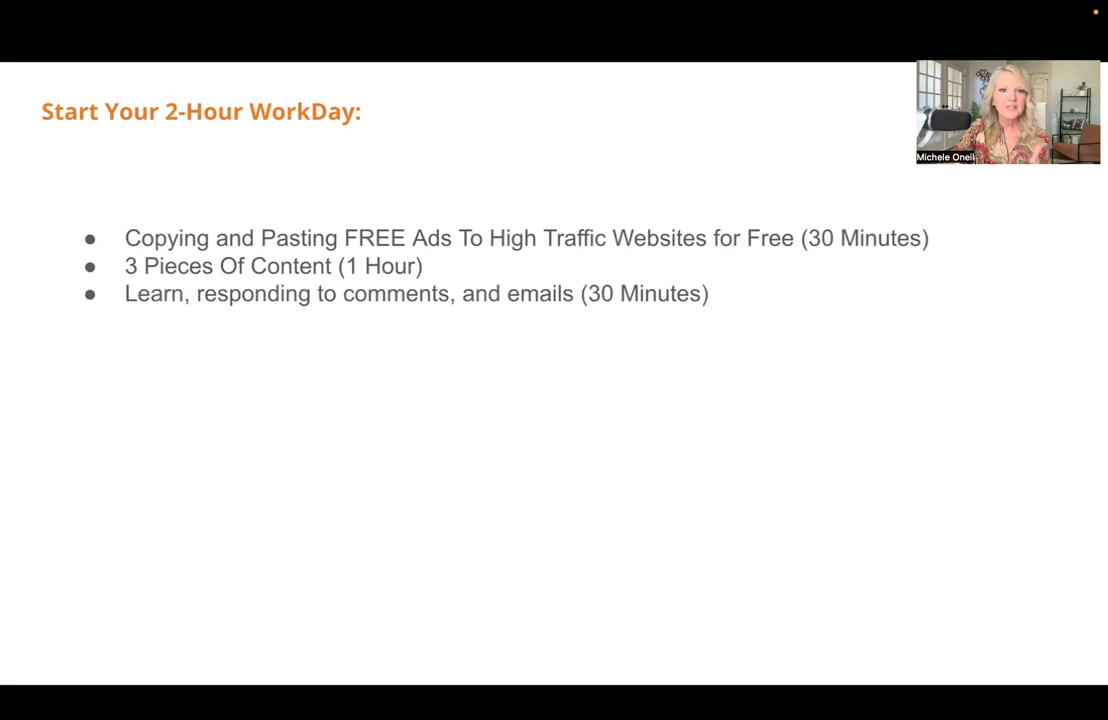 Start Your 2-Hour WorkDay:
Michele Oneil
● Copying and Pasting FREE Ads To High Traffic Websites for Free (30 Minutes)
● 3 Pieces Of Content (1 Hour)
● Learn, responding to comments, and emails (30 Minutes)